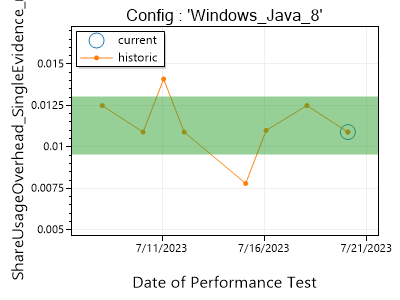 Config : 'Windows_Java_8'
current
historic
0.015
0.0125
0.01
0.0075
0.005
ShareUsageOverhead_SingleEvidence_
7/11/2023
7/16/2023
7/21/2023
Date of Performance Test